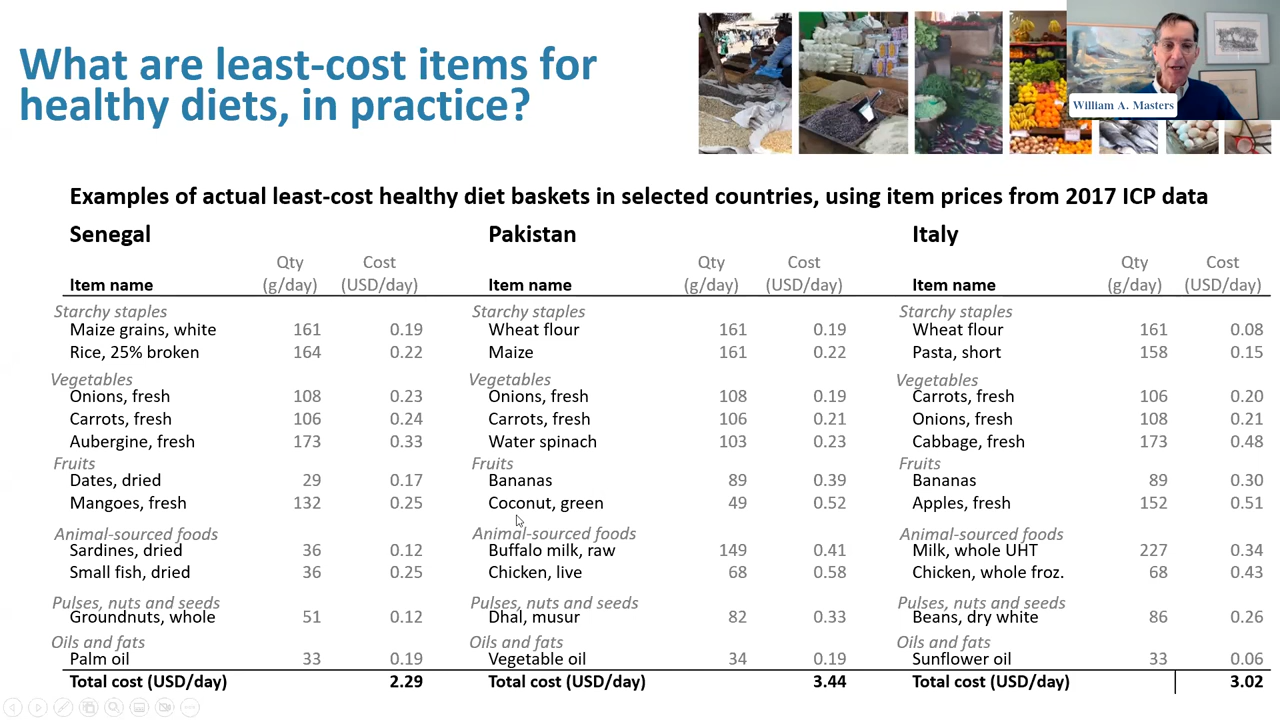 What are least-cost items for
healthy diets, in practice?
William A. Masters
Examples of actual least-cost healthy diet baskets in selected countries, using item prices from 2017 ICP data
Senegal
Qty Cost
Item name (g/day) (USD/day)
Starchy staples
Maize grains, white 161 0.19
Rice, 25% broken 164 0.22
Vegetables
Onions, fresh 108 0.23
Carrots, fresh 106 0.24
Aubergine, fresh 173 0.33
Fruits
Dates, dried 29 0.17
Mangoes, fresh 132 0.25
Animal-sourced foods
Sardines, dried 36 0.12
Small fish, dried 36 0.25
Pulses, nuts and seeds
Groundnuts, whole 51 0.12
Oils and fats
Palm oil 33 0.19
Total cost (USD/day) 2.29
Pakistan
Qty Cost
Item name (g/day) (USD/day)
Starchy staples
Wheat flour 161 0.19
Maize 161 0.22
Vegetables
Onions, fresh 108 0.19
Carrots, fresh 106 0.21
Water spinach 103 0.23
Fruits
Bananas 89 0.39
Coconut, green 49 0.52
Animal-sourced foods
Buffalo milk, raw 149 0.41
Chicken, live 68 0.58
Pulses, nuts and seeds
Dhal, musur 82 0.33
Oils and fats
Vegetable oil 34 0.19
Total cost (USD/day) 3.44
Italy
Qty Cost
Item name (g/day) (USD/day)
Starchy staples
Wheat flour 161 0.08
Pasta, short 158 0.15
Vegetables
Carrots, fresh 106 0.20
Onions, fresh 108 0.21
Cabbage, fresh 173 0.48
Fruits
Bananas 89 0.30
Apples, fresh 152 0.51
Animal-sourced foods
Milk, whole UHT 227 0.34
Chicken, whole froz. 68 0.43
Pulses, nuts and seeds
Beans, dry white 86 0.26
Oils and fats
Sunflower oil 33 0.06
Total cost (USD/day) 3.02